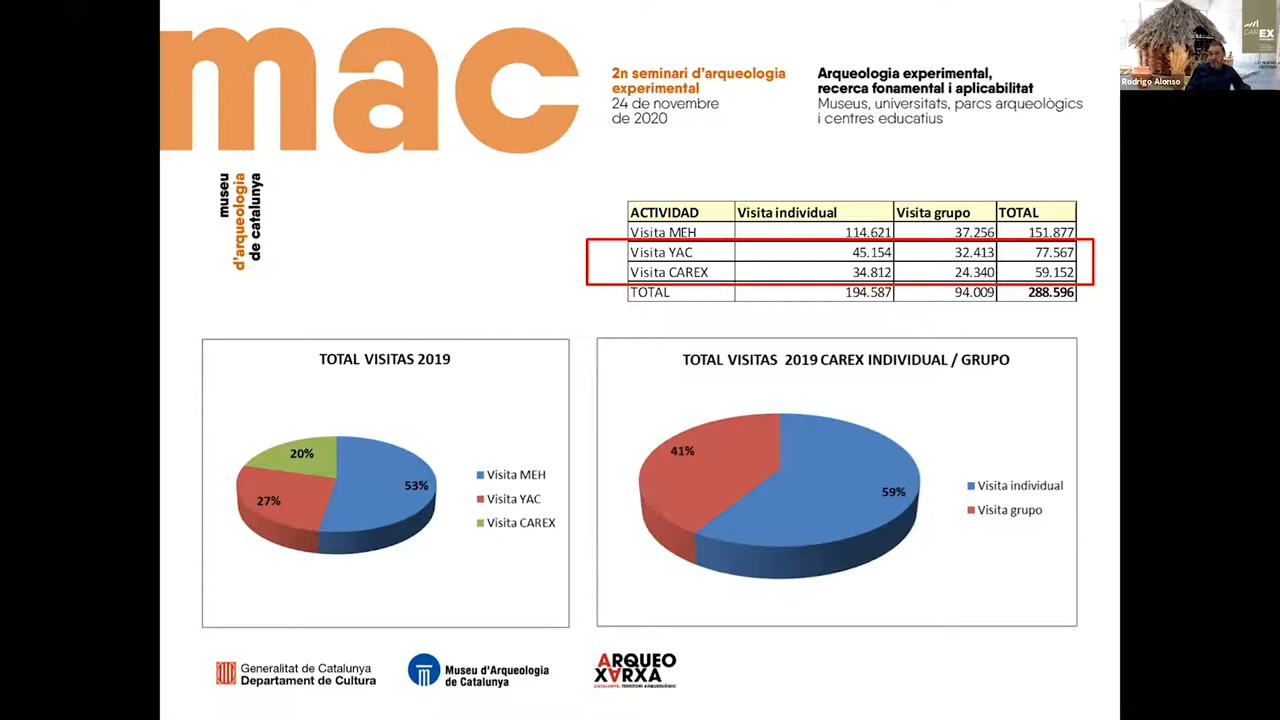 mac
museu
d'arqueologia
de catalunya
2n seminari d'arqueologia
experimental
24 de novembre
de 2020
Arqueologia experimental,
recerca fonamental i aplicabilitat
Museus, universitats, parcs arqueològics
i centres educatius
CAREX
Rodrigo Alonso
ACTIVIDAD Visita individual Visita grupo TOTAL
Visita MEH 114.621 37.256 151.877
Visita YAC 45.154 32.413 77.567
Visita CAREX 34.812 24.340 59.152
TOTAL 194.587 94.009 288.596
TOTAL VISITAS 2019
20%
53%
27%
Visita MEH
Visita YAC
Visita CAREX
TOTAL VISITAS 2019 CAREX INDIVIDUAL / GRUPO
41%
59%
Visita individual
Visita grupo
Generalitat de Catalunya
Departament de Cultura
Museu d'Arqueologia
de Catalunya
ARQUEO
XARXA
CATALUNYA, TERRITORI ARQUEOLÒGIC